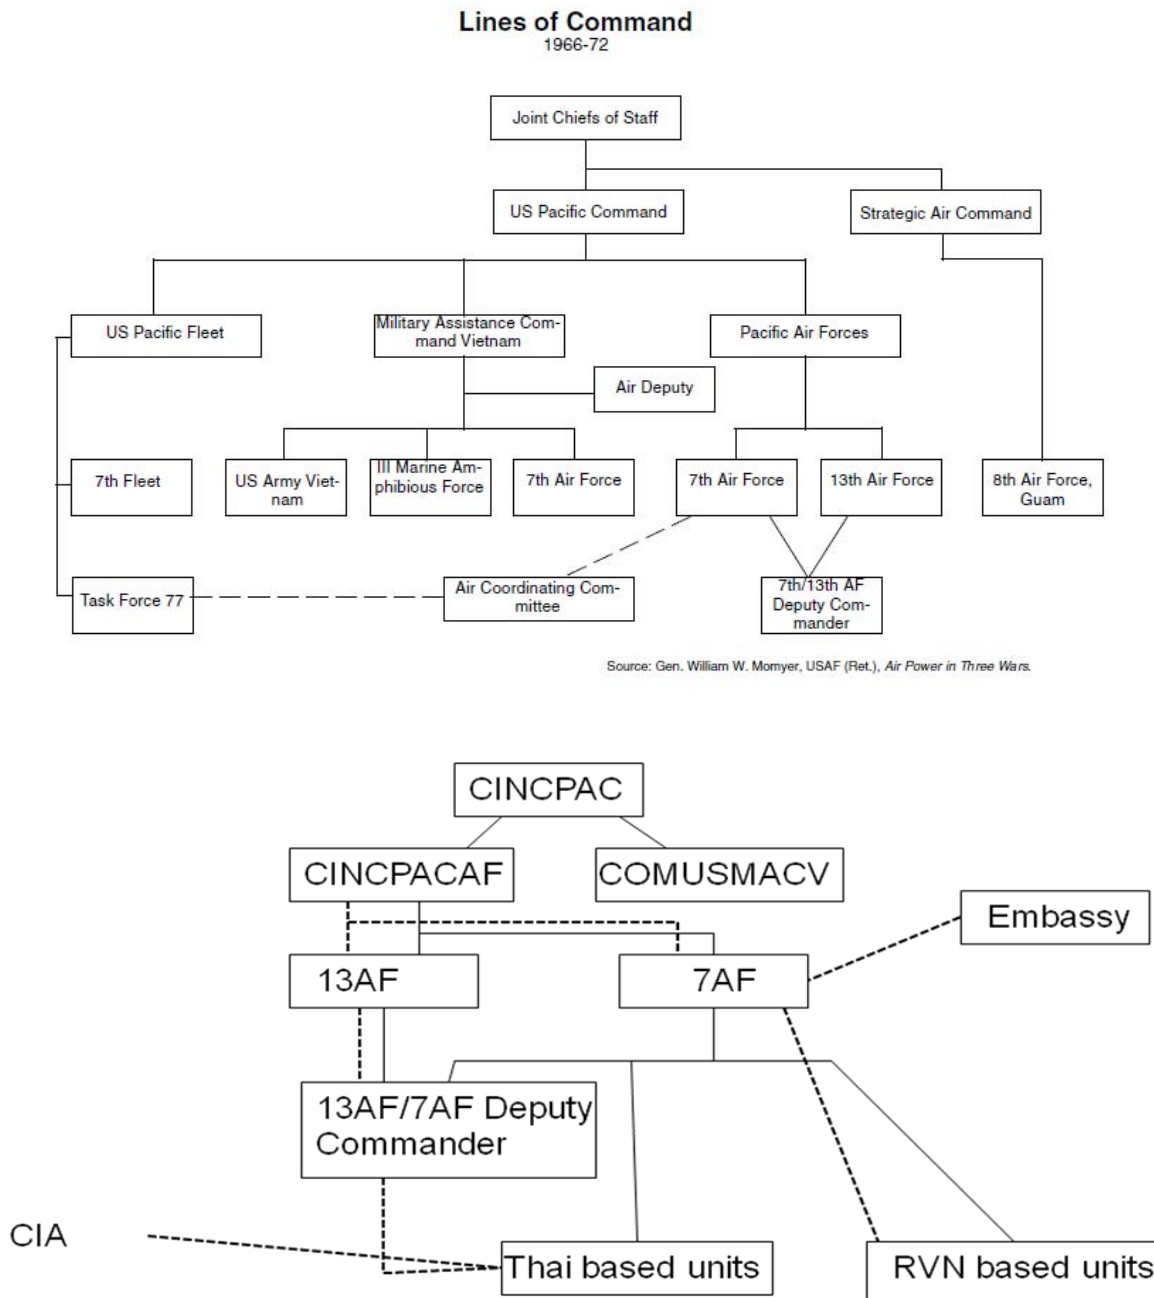 Lines of Command
1966-72
Joint Chiefs of Staff
US Pacific Command
Strategic Air Command
US Pacific Fleet
Military Assistance Com-
mand Vietnam
Pacific Air Forces
Air Deputy
7th Fleet
US Army Viet-
nam
III Marine Am-
phibious Force
7th Air Force
7th Air Force
13th Air Force
8th Air Force,
Guam
Task Force 77
Air Coordinating Com-
mittee
7th/13th AF
Deputy Com-
mander
Source: Gen. William W. Momyer, USAF (Ret.), Air Power in Three Wars.
CINCPAC
CINCPACAF
COMUSMACV
Embassy
13AF
7AF
13AF/7AF Deputy
Commander
CIA
Thai based units
RVN based units